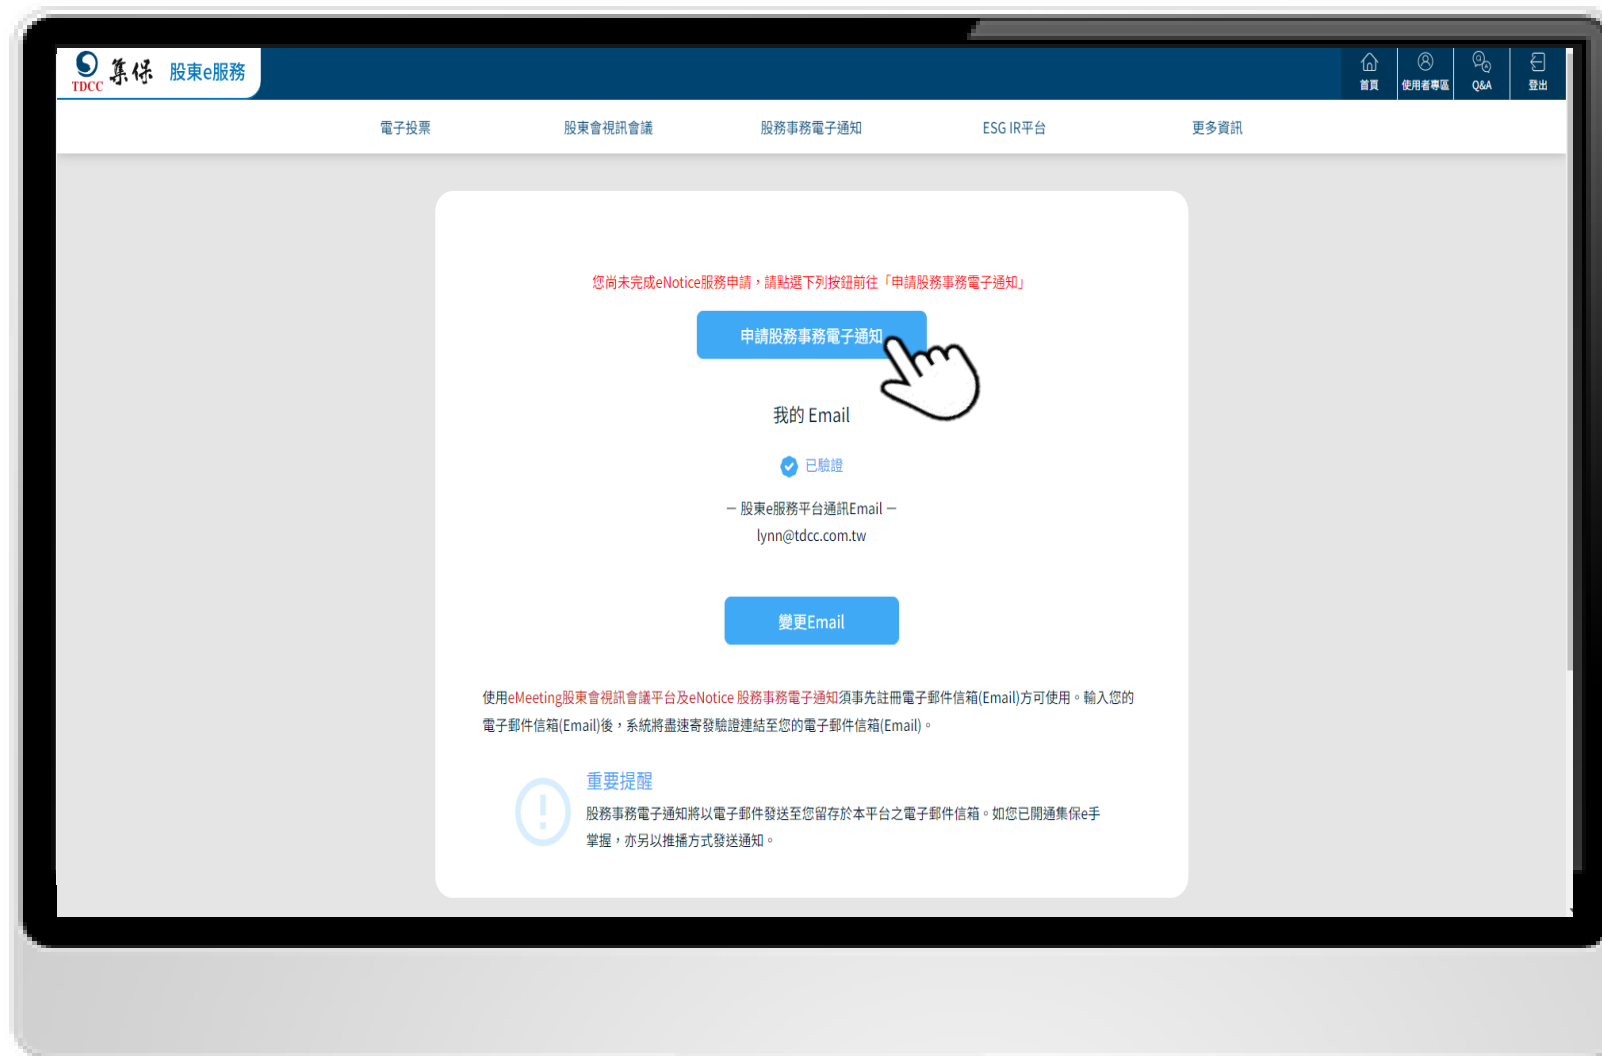 TDCC 集保 股東e服務
首頁 使用者專區 Q&A 登出
電子投票 股東會視訊會議 股務事務電子通知 ESG IR平台 更多資訊
您尚未完成eNotice服務申請，請點選下列按鈕前往「申請股務事務電子通知」
申請股務事務電子通知
我的 Email
已驗證
－ 股東e服務平台通訊Email －
lynn@tdcc.com.tw
變更Email
使用eMeeting股東會視訊會議平台及eNotice 股務事務電子通知須事先註冊電子郵件信箱(Email)方可使用。輸入您的
電子郵件信箱(Email)後，系統將盡速寄發驗證連結至您的電子郵件信箱(Email)。
重要提醒
股務事務電子通知將以電子郵件發送至您留存於本平台之電子郵件信箱。如您已開通集保e手
掌握，亦另以推播方式發送通知。